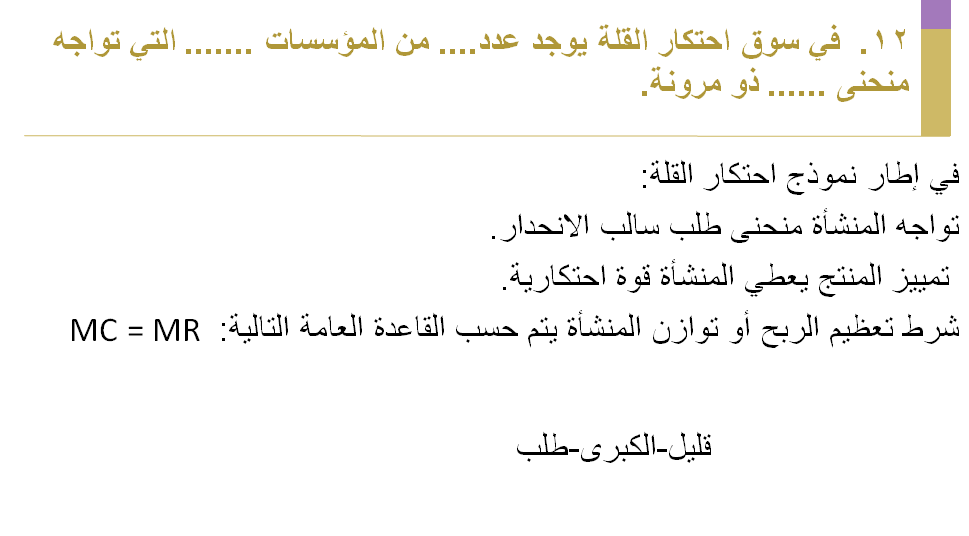 ١٢. في سوق احتكار القلة يوجد عدد.... من المؤسسات ....... التي تواجه
منحنى ...... ذو مرونة.
في إطار نموذج احتكار القلة:
تواجه المنشأة منحنى طلب سالب الانحدار.
تمييز المنتج يعطي المنشأة قوة احتكارية.
شرط تعظيم الربح أو توازن المنشأة يتم حسب القاعدة العامة التالية: MC = MR
قليل-الكبرى-طلب